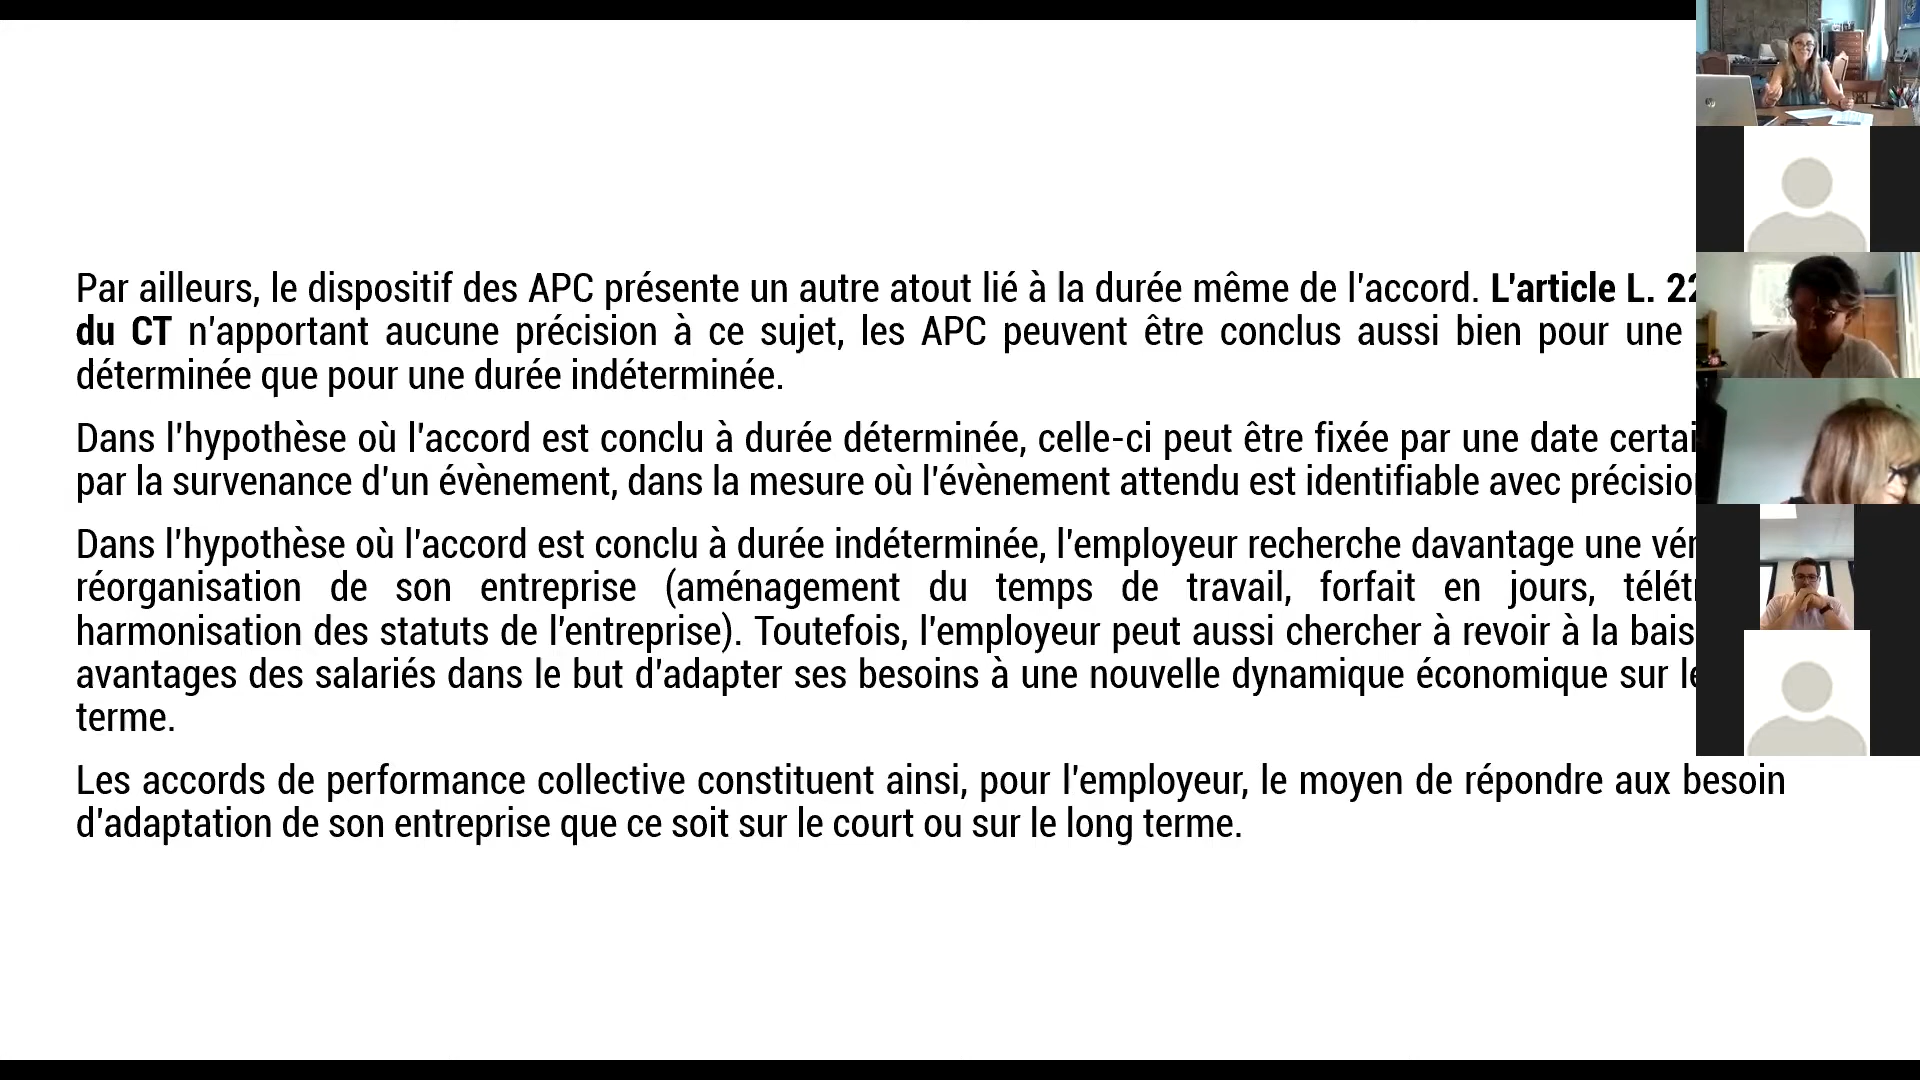 Par ailleurs, le dispositif des APC présente un autre atout lié à la durée même de l'accord. L'article L. 22
du CT n'apportant aucune précision à ce sujet, les APC peuvent être conclus aussi bien pour une
déterminée que pour une durée indéterminée.
Dans l'hypothèse où l'accord est conclu à durée déterminée, celle-ci peut être fixée par une date certai
par la survenance d'un évènement, dans la mesure où l'évènement attendu est identifiable avec précision
Dans l'hypothèse où l'accord est conclu à durée indéterminée, l'employeur recherche davantage une vér
réorganisation de son entreprise (aménagement du temps de travail, forfait en jours, télét
harmonisation des statuts de l'entreprise). Toutefois, l'employeur peut aussi chercher à revoir à la bais
avantages des salariés dans le but d'adapter ses besoins à une nouvelle dynamique économique sur le
terme.
Les accords de performance collective constituent ainsi, pour l'employeur, le moyen de répondre aux besoin
d'adaptation de son entreprise que ce soit sur le court ou sur le long terme.